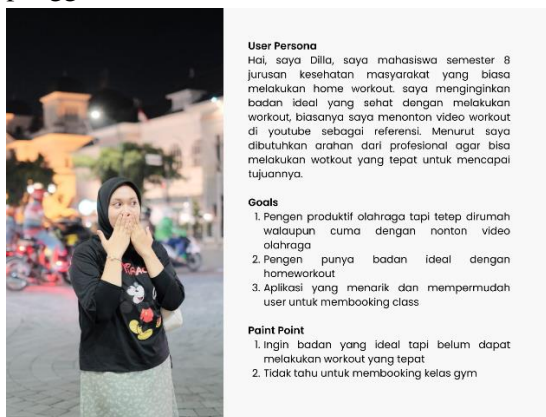 User Persona
Hai, saya Dilla, saya mahasiswa semester 8
jurusan kesehatan masyarakat yang biasa
melakukan home workout. saya menginginkan
badan ideal yang sehat dengan melakukan
workout, biasanya saya menonton video workout
di youtube sebagai referensi. Menurut saya
dibutuhkan arahan dari profesional agar bisa
melakukan wotkout yang tepat untuk mencapai
tujuannya.
Goals
1. Pengen produktif olahraga tapi tetep dirumah
walaupun cuma dengan nonton video
olahraga
2. Pengen punya badan ideal dengan
homeworkout
3. Aplikasi yang menarik dan mempermudah
user untuk membooking class
Paint Point
1. Ingin badan yang ideal tapi belum dapat
melakukan workout yang tepat
2. Tidak tahu untuk membooking kelas gym